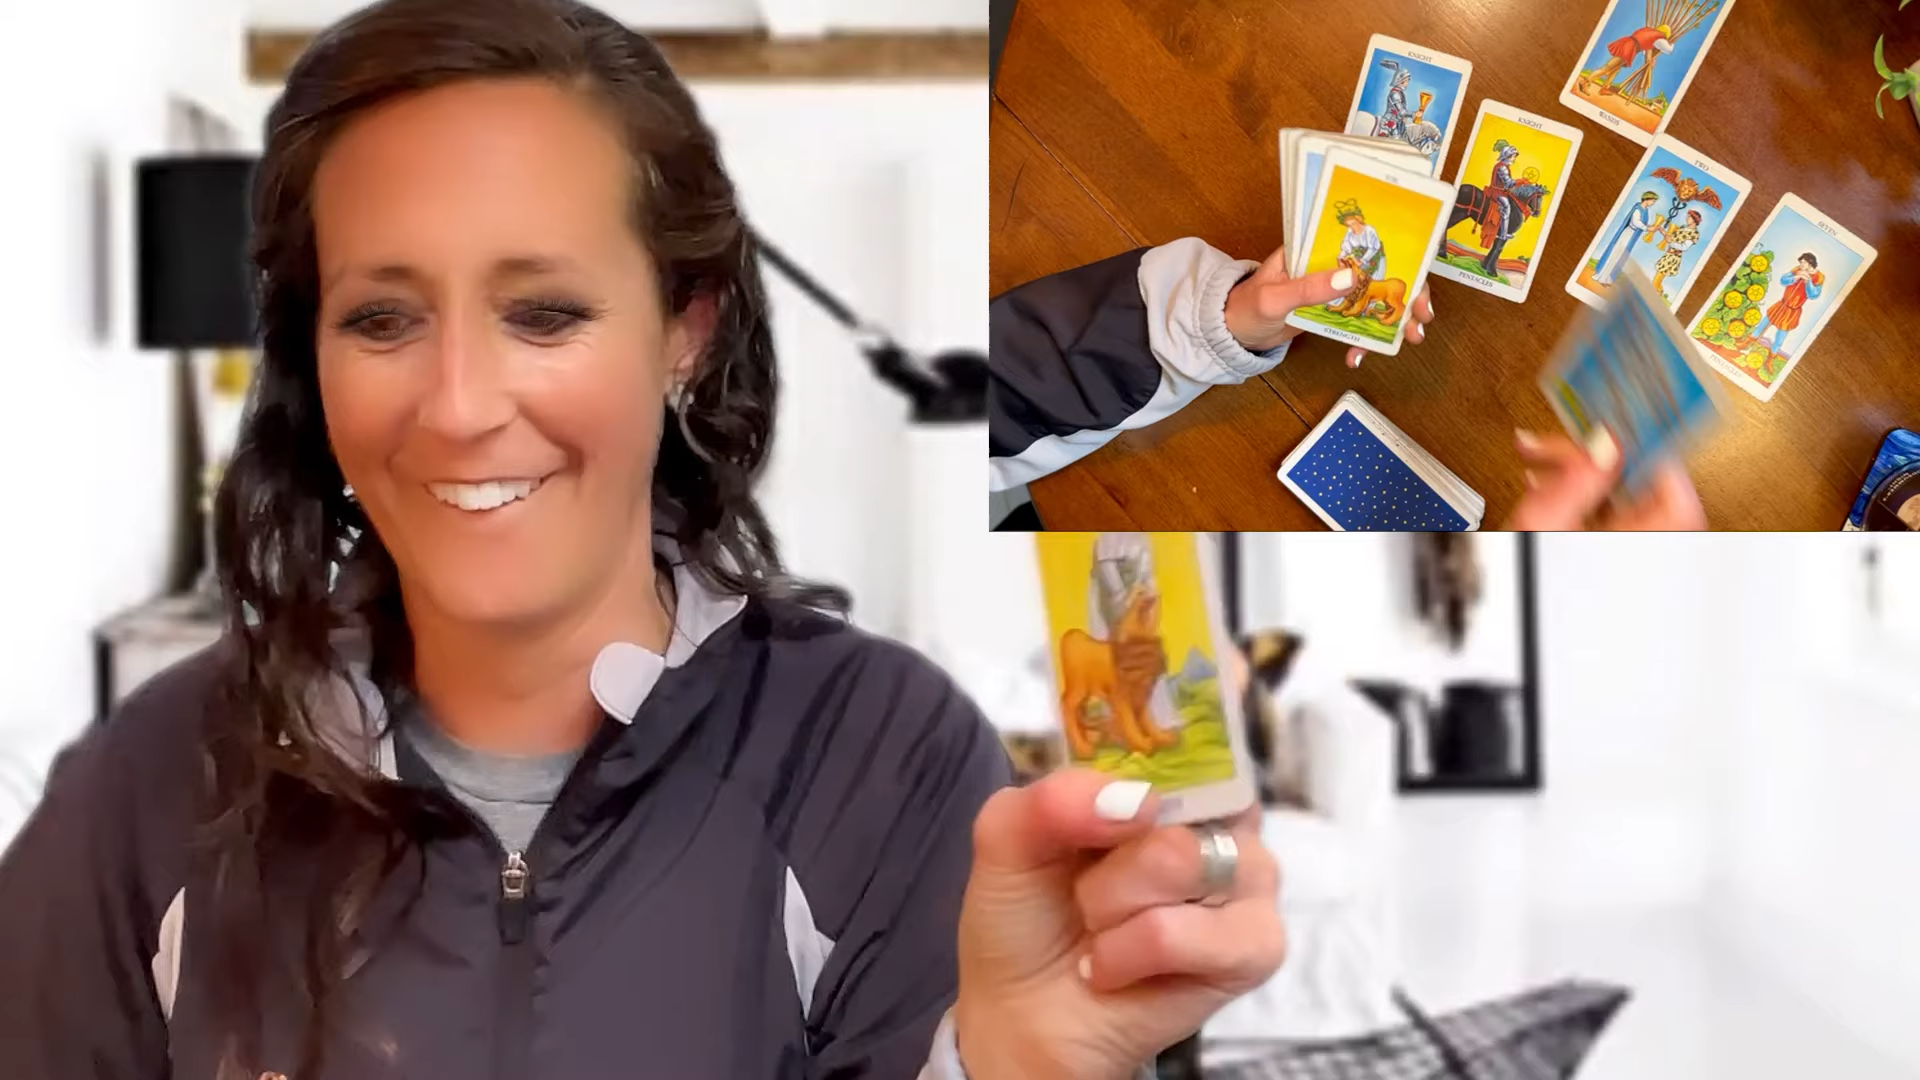 KNIGHT
KNIGHT
PENTACLES
WANDS
TWO
SEVEN
PENTACLES
STRENGTH